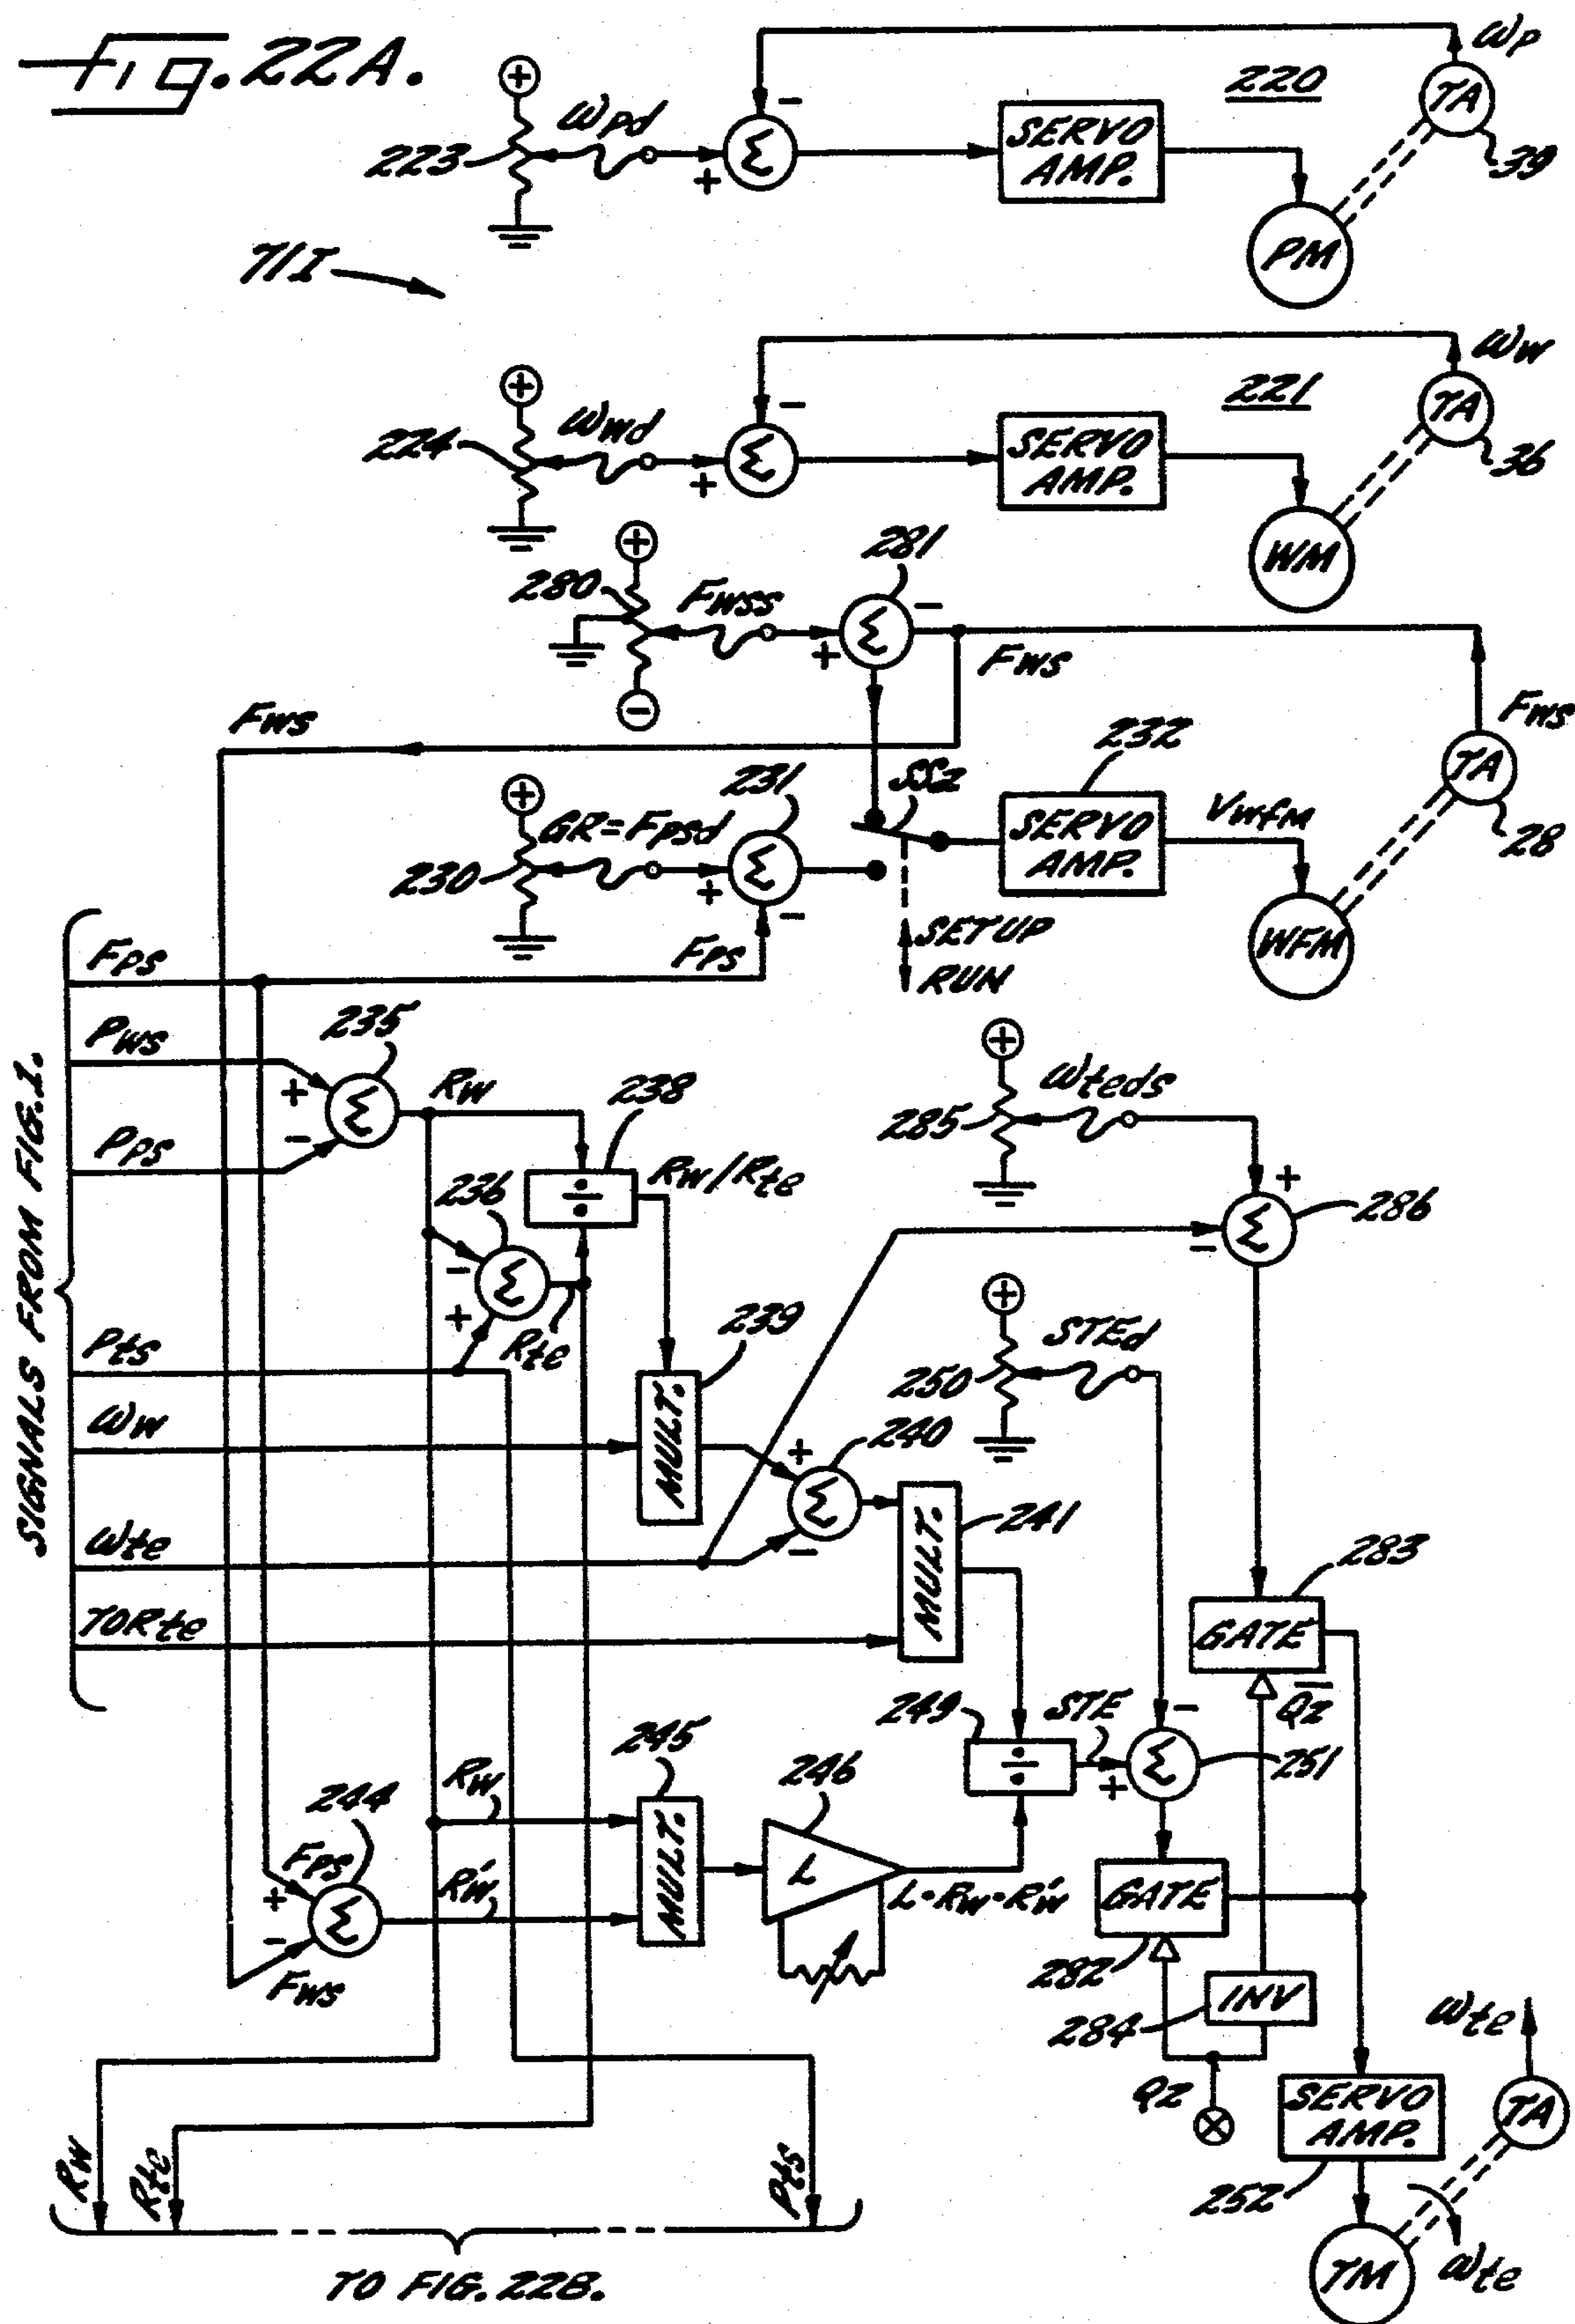 Fig. 22A.
ωp
220
TA
39
ωpd
223
+
-
Σ
+
SERVO
AMP.
PM
71I
ωw
221
TA
36
ωwd
224
+
-
Σ
+
SERVO
AMP.
WM
280
+
Fwss
281
-
Σ
+
Fws
-
Fws
Fws
232
TA
28
231
SS2
230
+
GR=Fpsd
Σ
+
-
SERVO
AMP.
Vwfm
WFM
SETUP
RUN
Fps
SIGNALS FROM FIG.1.
Fps
Pws
Pps
235
+
-
Σ
Rw
238
÷
Rw/Rte
236
-
+
Σ
Rte
+
ωteds
285
+
-
Σ
286
Pts
239
MULT.
+
STEd
250
ωw
240
+
-
Σ
241
MULT.
ωte
TORte
283
GATE
Q̅2̅
249
÷
STE
-
+
Σ
251
245
MULT.
246
L
L·Rw·R'w
Rw
R'w
244
Fps
+
-
Σ
Fws
GATE
282
INV
284
Q2
SERVO
AMP.
252
ωte
TA
TM
ωte
Rw
Rte
Pts
TO FIG. 22B.